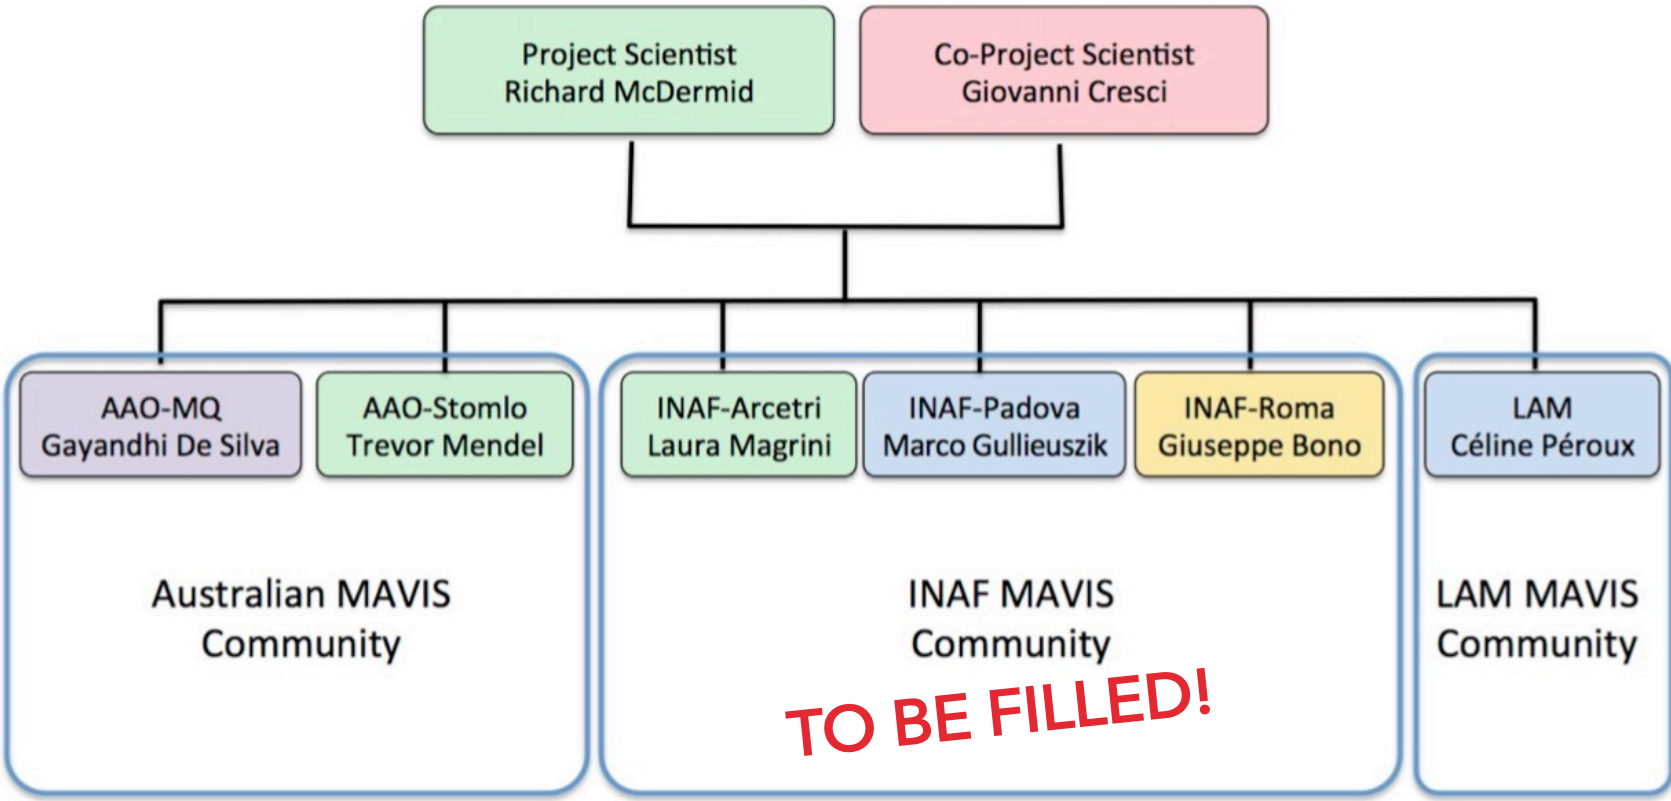 Project Scientist
Richard McDermid
Co-Project Scientist
Giovanni Cresci
AAO-MQ
Gayandhi De Silva
AAO-Stomlo
Trevor Mendel
INAF-Arcetri
Laura Magrini
INAF-Padova
Marco Gullieuszik
INAF-Roma
Giuseppe Bono
LAM
Céline Péroux
Australian MAVIS
Community
INAF MAVIS
Community
LAM MAVIS
Community
TO BE FILLED!